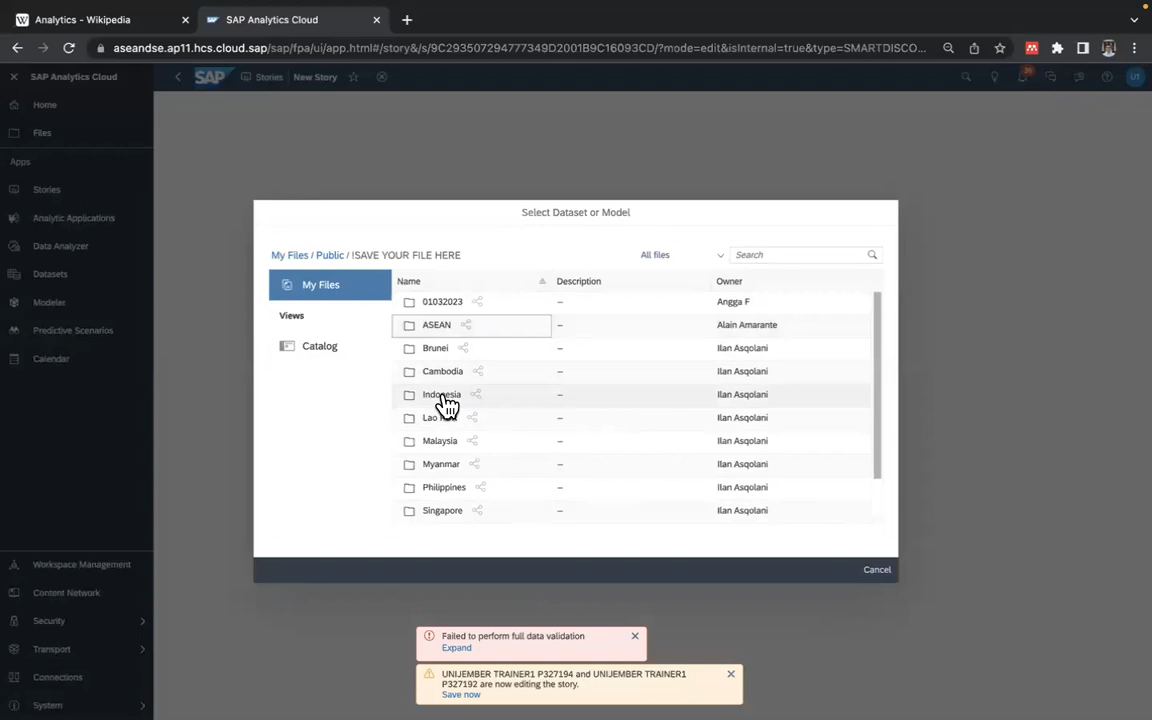 Analytics - Wikipedia
SAP Analytics Cloud
aseandse.ap11.hcs.cloud.sap/sap/fpa/ui/app.html#/story&/s/9C293507294777349D2001B9C16093CD/?mode=edit&isInternal=true&type=SMARTDISCO...
SAP Analytics Cloud
SAP
Stories
New Story
U1
Home
Files
Apps
Stories
Analytic Applications
Data Analyzer
Datasets
Modeler
Predictive Scenarios
Calendar
Workspace Management
Content Network
Security
Transport
Connections
System
Select Dataset or Model
My Files / Public / !SAVE YOUR FILE HERE
All files
Search
My Files
Views
Catalog
Name Description Owner
01032023 – Angga F
ASEAN – Alain Amarante
Brunei – Ilan Asqolani
Cambodia – Ilan Asqolani
Indonesia – Ilan Asqolani
Lao – Ilan Asqolani
Malaysia – Ilan Asqolani
Myanmar – Ilan Asqolani
Philippines – Ilan Asqolani
Singapore – Ilan Asqolani
Cancel
Failed to perform full data validation
Expand
UNIJEMBER TRAINER1 P327194 and UNIJEMBER TRAINER1
P327192 are now editing the story.
Save now